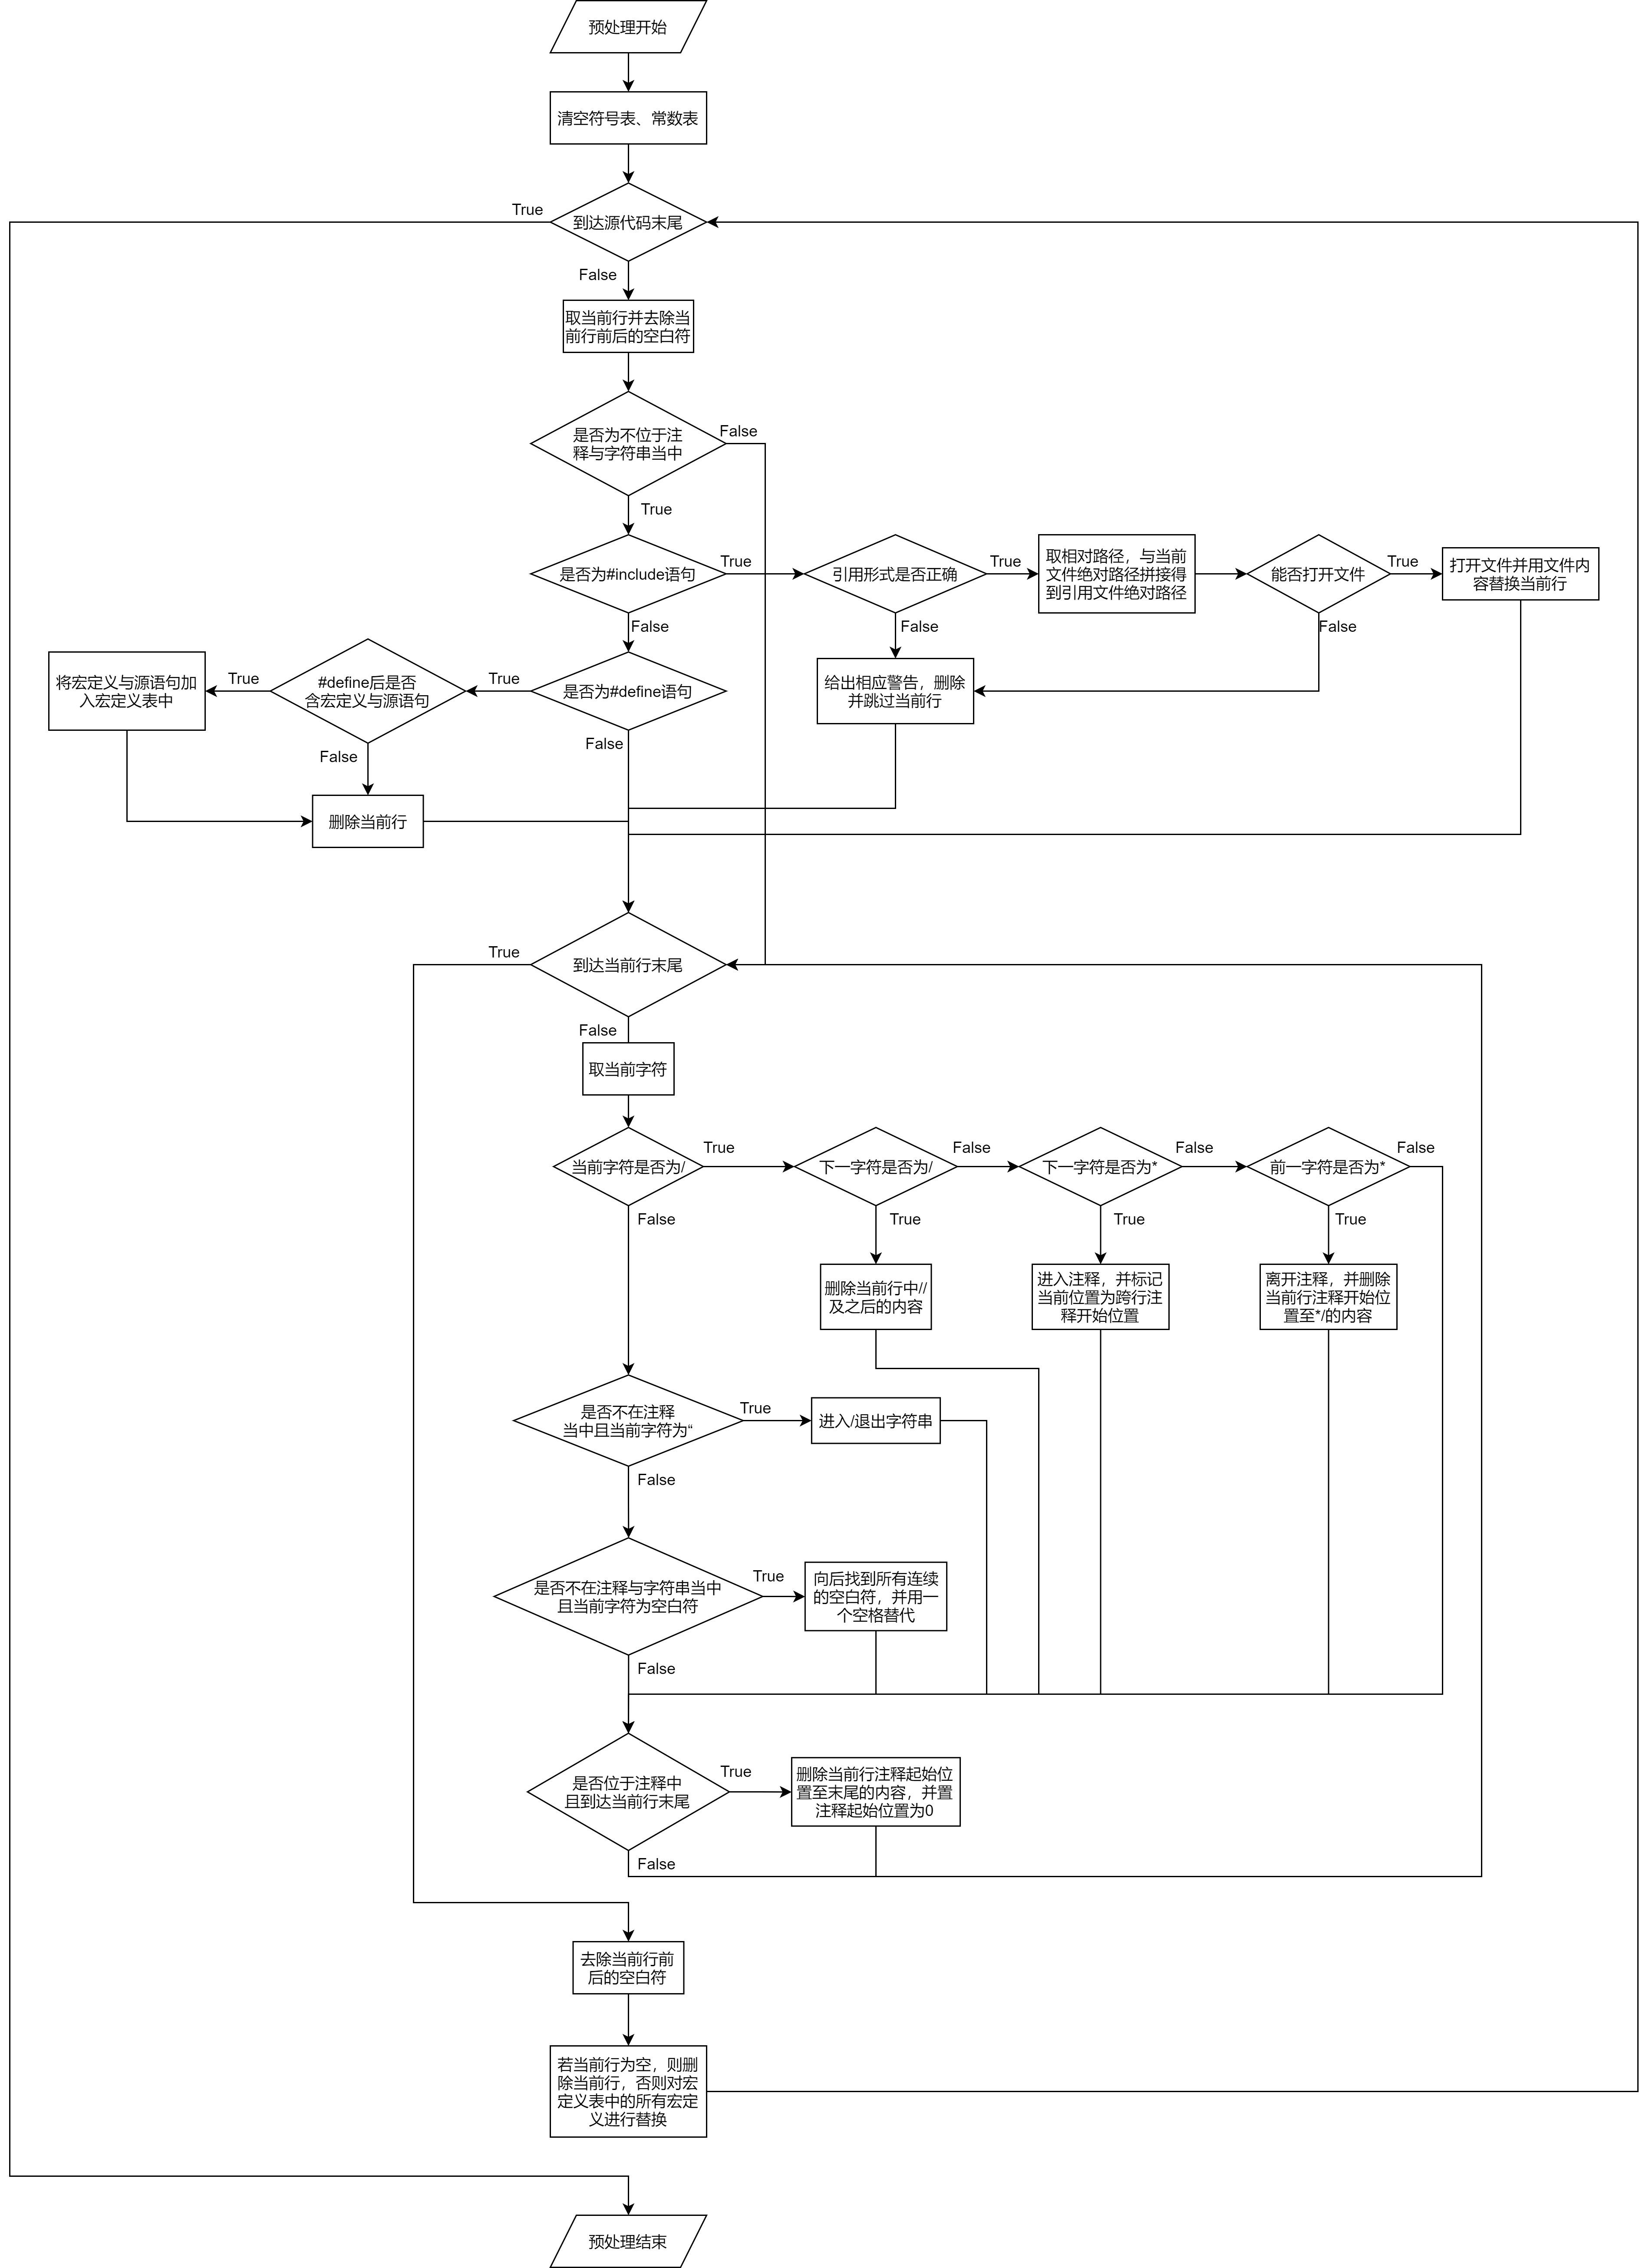 预处理开始
清空符号表、常数表
True
到达源代码末尾
False
取当前行并去除当
前行前后的空白符
是否为不位于注
释与字符串当中
False
True
是否为#include语句
True
引用形式是否正确
True
取相对路径，与当前
文件绝对路径拼接得
到引用文件绝对路径
能否打开文件
True
打开文件并用文件内
容替换当前行
False
False
False
将宏定义与源语句加
入宏定义表中
True
#define后是否
含宏定义与源语句
True
是否为#define语句
给出相应警告，删除
并跳过当前行
False
False
删除当前行
True
到达当前行末尾
False
取当前字符
当前字符是否为/
True
下一字符是否为/
False
下一字符是否为*
False
前一字符是否为*
False
False
True
True
True
删除当前行中//
及之后的内容
进入注释，并标记
当前位置为跨行注
释开始位置
离开注释，并删除
当前行注释开始位
置至*/的内容
是否不在注释
当中且当前字符为“
True
进入/退出字符串
False
是否不在注释与字符串当中
且当前字符为空白符
True
向后找到所有连续
的空白符，并用一
个空格替代
False
是否位于注释中
且到达当前行末尾
True
删除当前行注释起始位
置至末尾的内容，并置
注释起始位置为0
False
去除当前行前
后的空白符
若当前行为空，则删
除当前行，否则对宏
定义表中的所有宏定
义进行替换
预处理结束